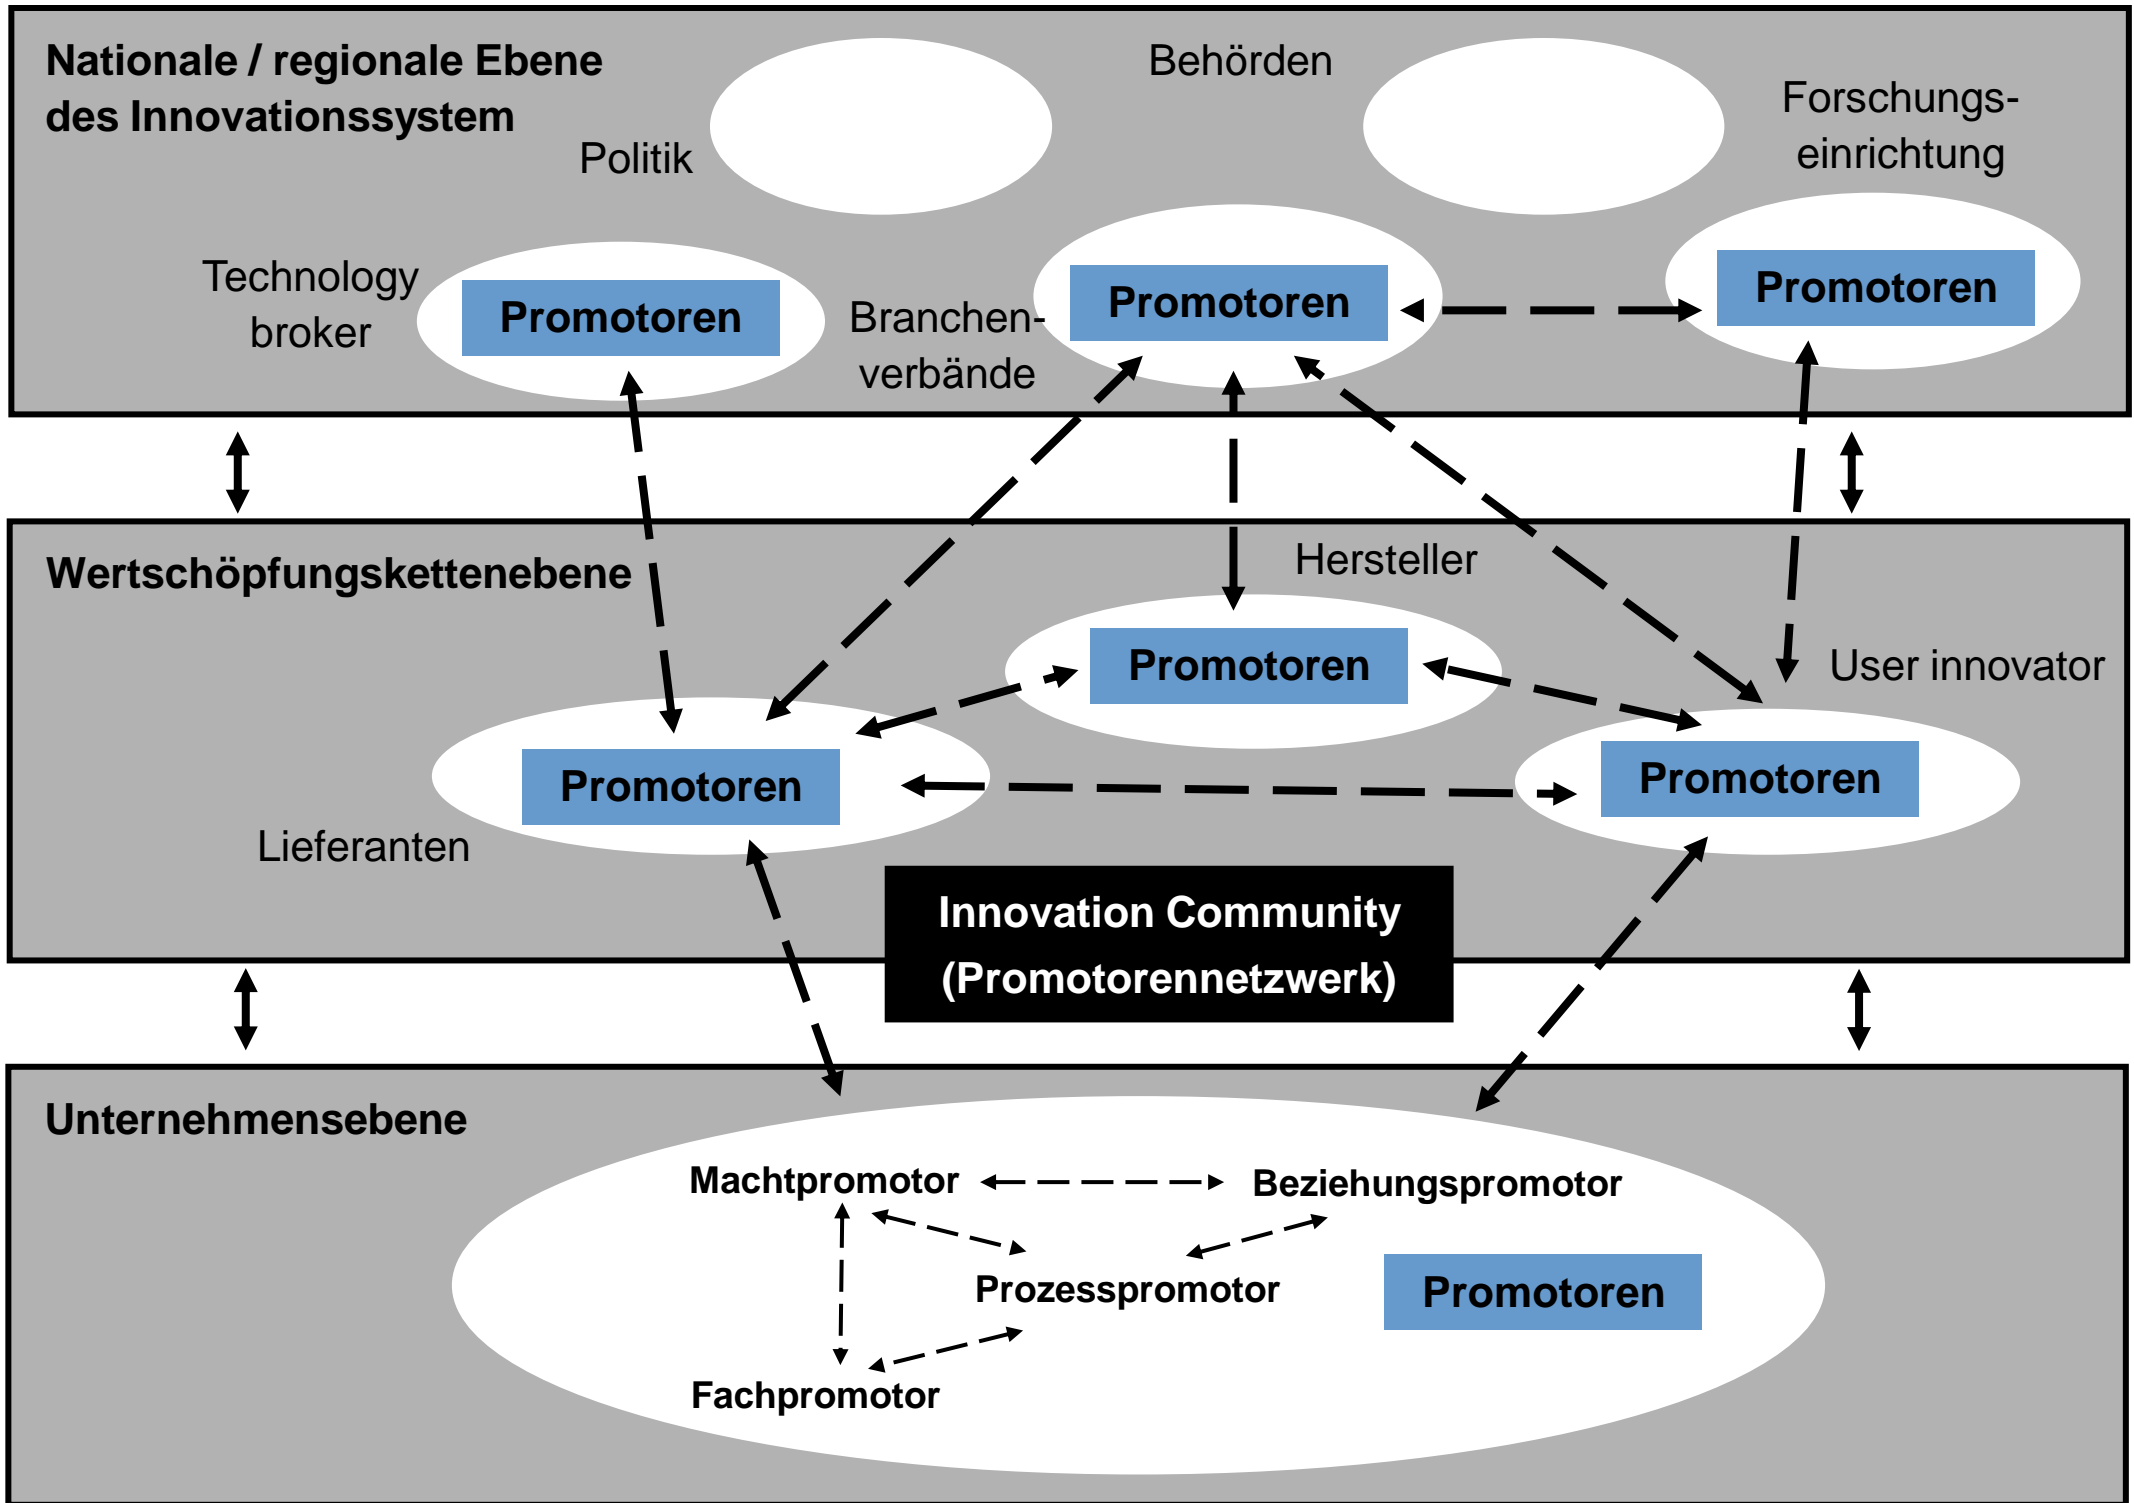 Nationale / regionale Ebene
des Innovationssystem
Politik
Behörden
Forschungs-
einrichtung
Technology
broker
Promotoren
Branchen-
verbände
Promotoren
Promotoren
Wertschöpfungskettenebene
Hersteller
Promotoren
User innovator
Promotoren
Promotoren
Lieferanten
Innovation Community
(Promotorennetzwerk)
Unternehmensebene
Machtpromotor
Beziehungspromotor
Prozesspromotor
Promotoren
Fachpromotor